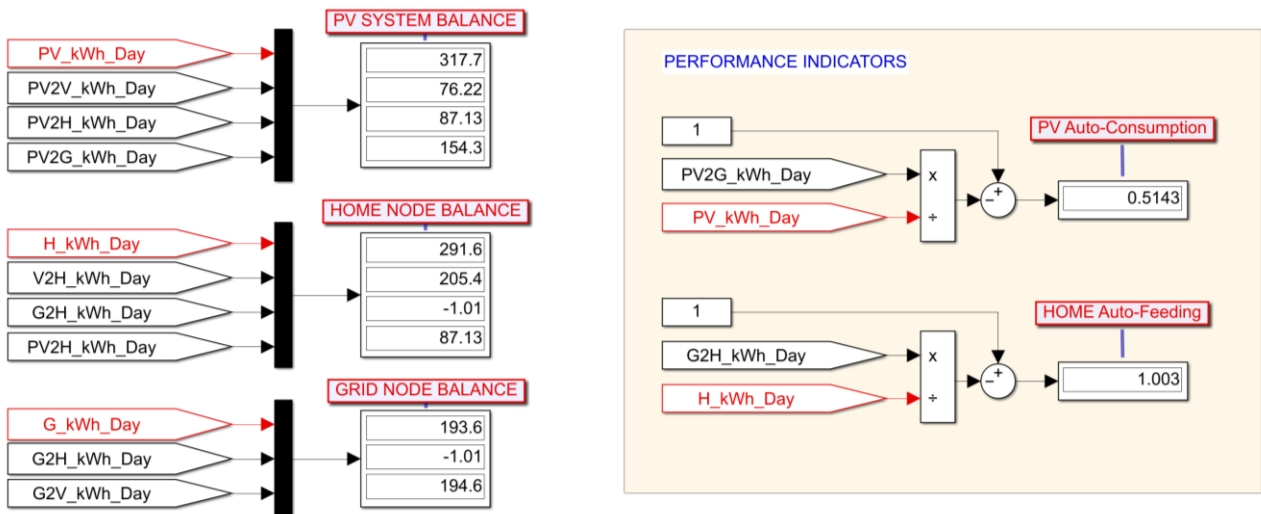 PV SYSTEM BALANCE
PV_kWh_Day
PV2V_kWh_Day
PV2H_kWh_Day
PV2G_kWh_Day
317.7
76.22
87.13
154.3
HOME NODE BALANCE
H_kWh_Day
V2H_kWh_Day
G2H_kWh_Day
PV2H_kWh_Day
291.6
205.4
-1.01
87.13
GRID NODE BALANCE
G_kWh_Day
G2H_kWh_Day
G2V_kWh_Day
193.6
-1.01
194.6
PERFORMANCE INDICATORS
1
PV2G_kWh_Day
PV_kWh_Day
x
÷
+
−
PV Auto-Consumption
0.5143
1
G2H_kWh_Day
H_kWh_Day
x
÷
+
−
HOME Auto-Feeding
1.003